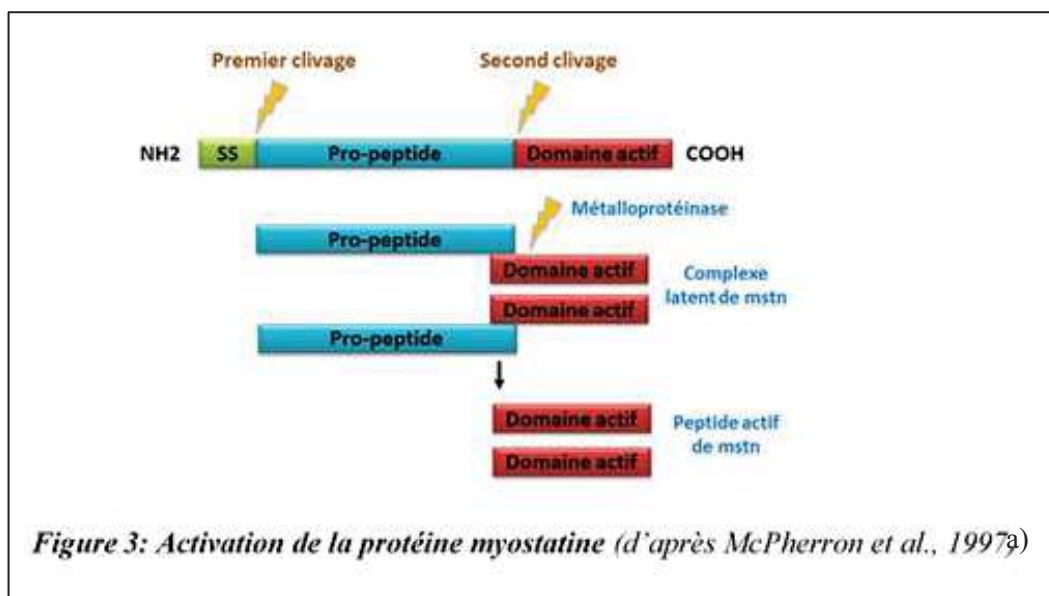 Premier clivage Second clivage
NH2 SS Pro-peptide Domaine actif COOH
Métalloprotéinase
Pro-peptide
Domaine actif Complexe
latent de mstn
Domaine actif
Pro-peptide
Domaine actif Peptide actif
de mstn
Domaine actif
Figure 3: Activation de la protéine myostatine (d'après McPherron et al., 1997a)